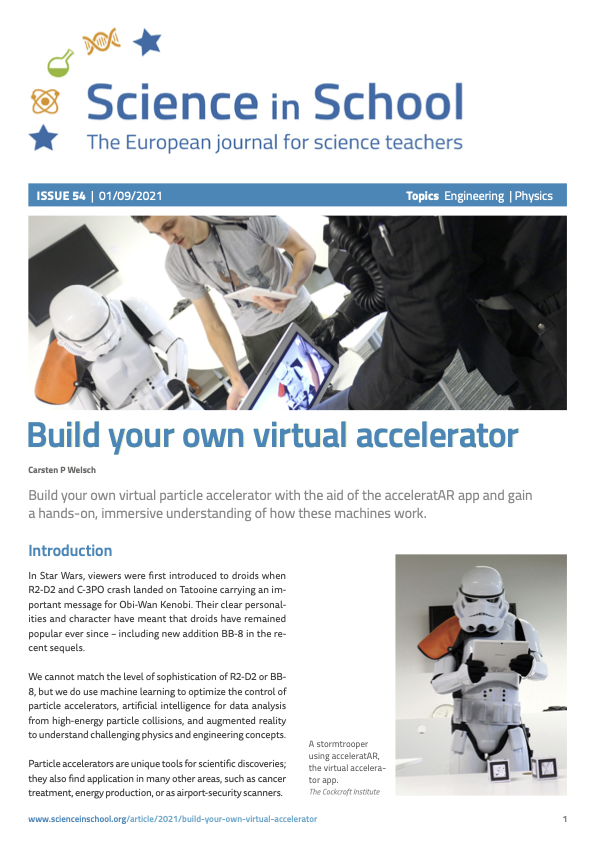 Science in School
The European journal for science teachers
ISSUE 54 | 01/09/2021
Topics Engineering | Physics
Build your own virtual accelerator
Carsten P Welsch
Build your own virtual particle accelerator with the aid of the acceleratAR app and gain
a hands-on, immersive understanding of how these machines work.
Introduction
In Star Wars, viewers were first introduced to droids when
R2-D2 and C-3PO crash landed on Tatooine carrying an im-
portant message for Obi-Wan Kenobi. Their clear personal-
ities and character have meant that droids have remained
popular ever since – including new addition BB-8 in the re-
cent sequels.
We cannot match the level of sophistication of R2-D2 or BB-
8, but we do use machine learning to optimize the control of
particle accelerators, artificial intelligence for data analysis
from high-energy particle collisions, and augmented reality
to understand challenging physics and engineering concepts.
Particle accelerators are unique tools for scientific discoveries;
they also find application in many other areas, such as cancer
treatment, energy production, or as airport-security scanners.
A stormtrooper
using acceleratAR,
the virtual accelera-
tor app.
The Cockcroft Institute
www.scienceinschool.org/article/2021/build-your-own-virtual-accelerator
1